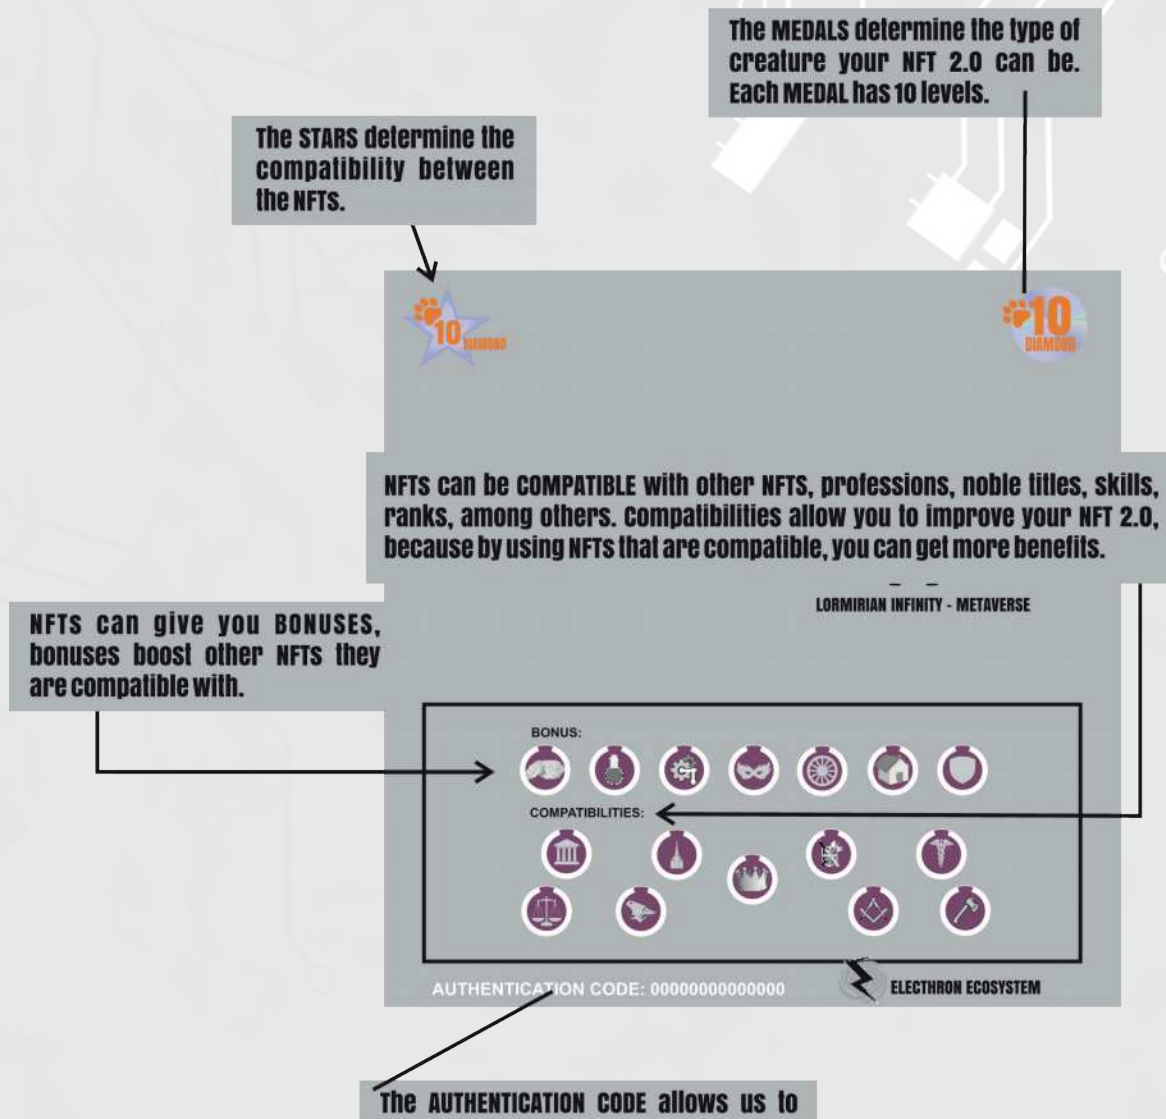 The MEDALS determine the type of
creature your NFT 2.0 can be.
Each MEDAL has 10 levels.
The STARS determine the
compatibility between
the NFTs.
10
DIAMOND
10
DIAMOND
NFTs can be COMPATIBLE with other NFTS, professions, noble titles, skills,
ranks, among others. Compatibilities allow you to improve your NFT 2.0,
because by using NFTs that are compatible, you can get more benefits.
LORMIRIAN INFINITY - METAVERSE
NFTs can give you BONUSES,
bonuses boost other NFTs they
are compatible with.
BONUS:
COMPATIBILITIES:
AUTHENTICATION CODE: 00000000000000
ELECTHRON ECOSYSTEM
The AUTHENTICATION CODE allows us to